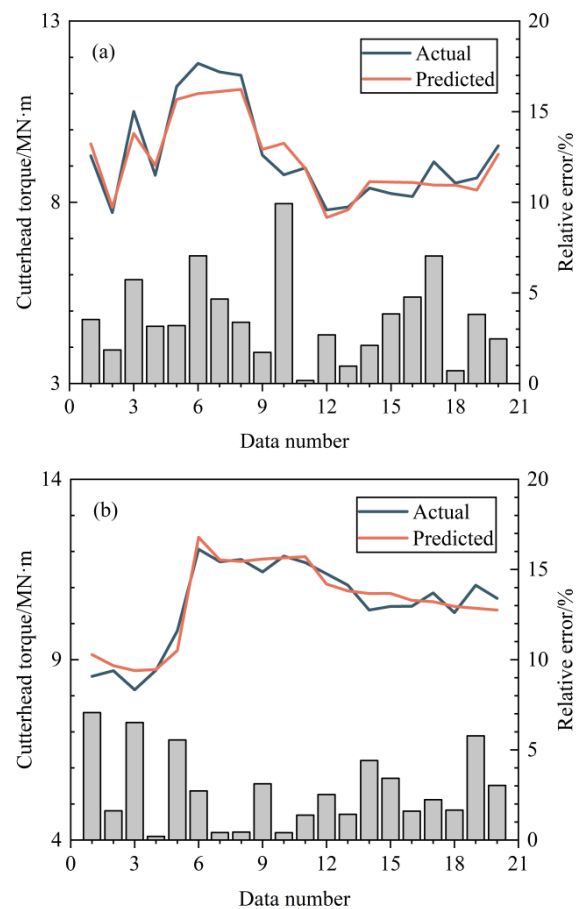 (a)
Actual
Predicted
Cutterhead torque/MN·m
Relative error/%
13
8
3
20
15
10
5
0
0 3 6 9 12 15 18 21
Data number
(b)
Actual
Predicted
Cutterhead torque/MN·m
Relative error/%
14
9
4
20
15
10
5
0
0 3 6 9 12 15 18 21
Data number